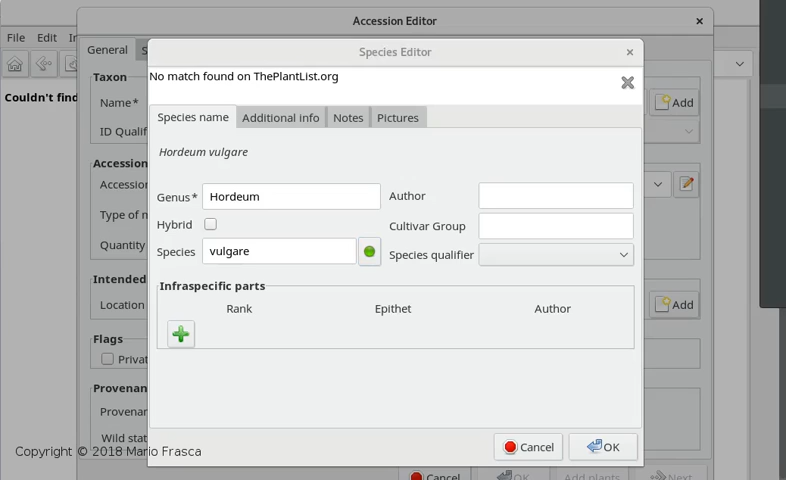 Accession Editor
File Edit In
General S
Species Editor
No match found on ThePlantList.org
Couldn't find
Taxon
Name*
Add
ID Qualif
Species name Additional info Notes Pictures
Hordeum vulgare
Accession
Accession
Type of m
Quantity
Genus* Hordeum
Author
Hybrid
Cultivar Group
Species vulgare
Species qualifier
Intended
Location
Add
Infraspecific parts
Rank Epithet Author
Flags
Privat
Provenan
Provenar
Wild stat
Cancel OK
Copyright © 2018 Mario Frasca
Cancel OK Add plants Next